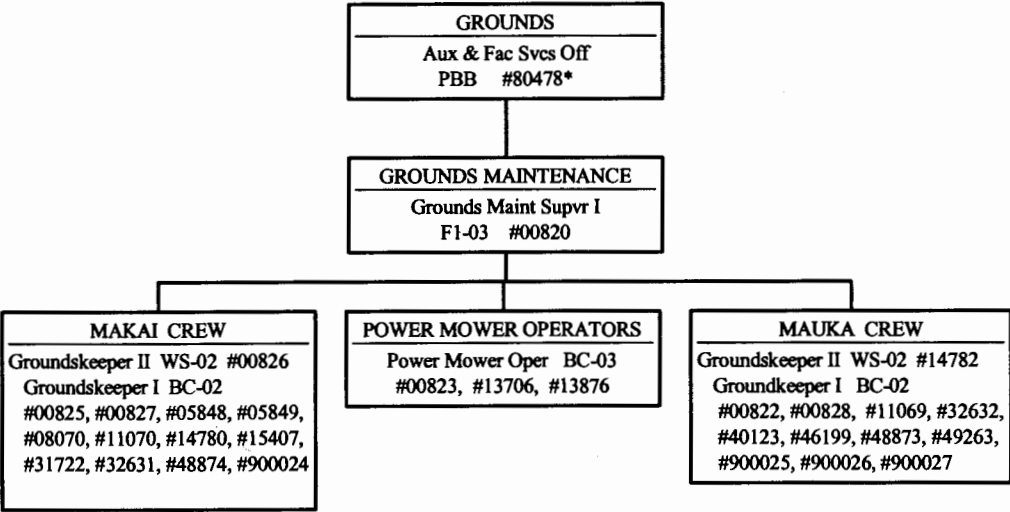 GROUNDS
Aux & Fac Svcs Off
PBB #80478*
GROUNDS MAINTENANCE
Grounds Maint Supvr I
F1-03 #00820
MAKAI CREW
Groundskeeper II WS-02 #00826
Groundskeeper I BC-02
#00825, #00827, #05848, #05849,
#08070, #11070, #14780, #15407,
#31722, #32631, #48874, #900024
POWER MOWER OPERATORS
Power Mower Oper BC-03
#00823, #13706, #13876
MAUKA CREW
Groundskeeper II WS-02 #14782
Groundkeeper I BC-02
#00822, #00828, #11069, #32632,
#40123, #46199, #48873, #49263,
#900025, #900026, #900027